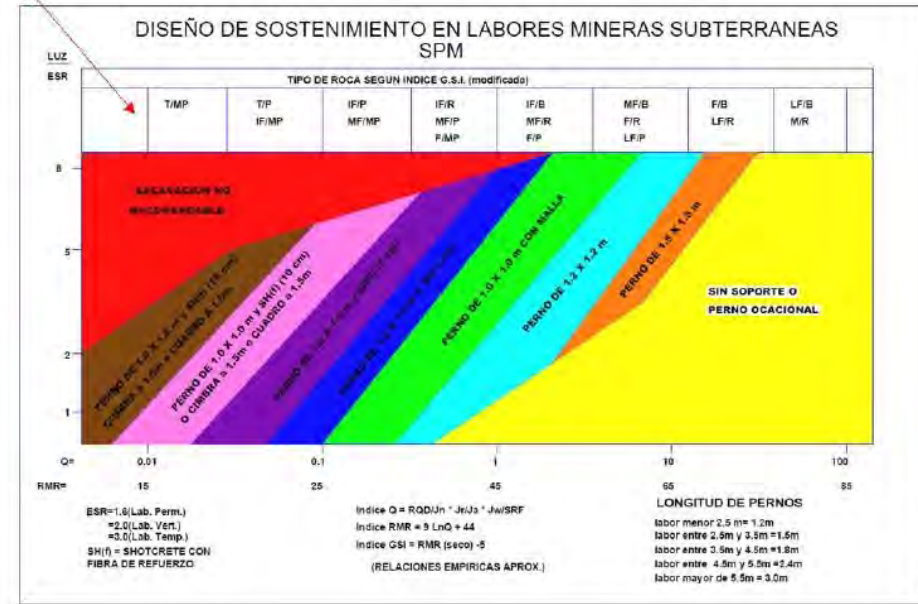 DISEÑO DE SOSTENIMIENTO EN LABORES MINERAS SUBTERRANEAS
SPM
LUZ
ESR
TIPO DE ROCA SEGUN INDICE G.S.I. (modificado)
T/MP
T/P
IF/MP
IF/P
MF/MP
IF/R
MF/P
F/MP
IF/B
MF/R
F/P
MF/B
F/R
LF/P
F/B
LF/R
LF/B
M/R
8
5
2
1
EXCAVACION NO
RECOMENDABLE
PERNO DE 1.0 X 1.0 m y SH(f) (10 cm)
O CIMBRA a 1.5m o CUADRO a 1.5m
PERNO DE 1.0 X 1.0 m CON MALLA
PERNO DE 1.2 X 1.2 m
PERNO DE 1.5 X 1.5 m
SIN SOPORTE O
PERNO OCACIONAL
Q= 0.01 0.1 1 10 100
RMR= 15 25 45 65 85
ESR=1.6(Lab. Perm.)
=2.0(Lab. Vert.)
=3.0(Lab. Temp.)
SH(f) = SHOTCRETE CON
FIBRA DE REFUERZO
Indice Q = RQD/Jn * Jr/Ja * Jw/SRF
Indice RMR = 9 LnQ + 44
Indice GSI = RMR (seco) -5
(RELACIONES EMPIRICAS APROX.)
LONGITUD DE PERNOS
labor menor 2.5 m= 1.2m
labor entre 2.5m y 3.5m =1.5m
labor entre 3.5m y 4.5m =1.8m
labor entre 4.5m y 5.5m =2.4m
labor mayor de 5.5m = 3.0m